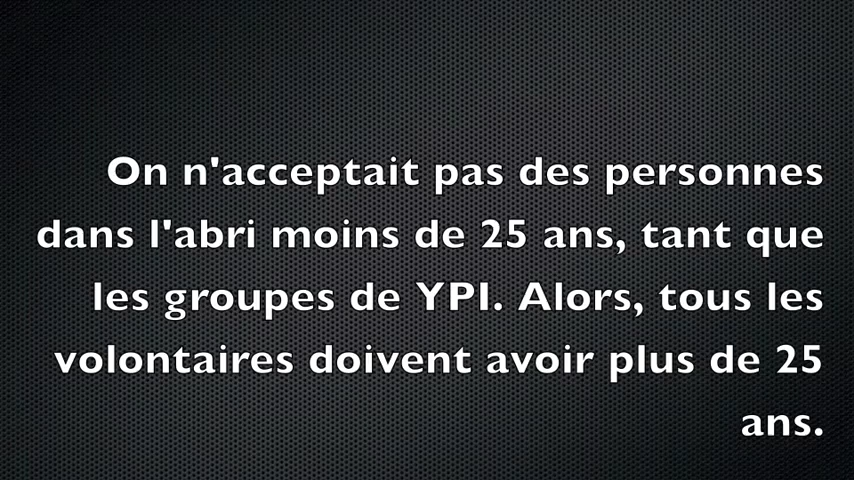 On n'acceptait pas des personnes
dans l'abri moins de 25 ans, tant que
les groupes de YPI. Alors, tous les
volontaires doivent avoir plus de 25
ans.